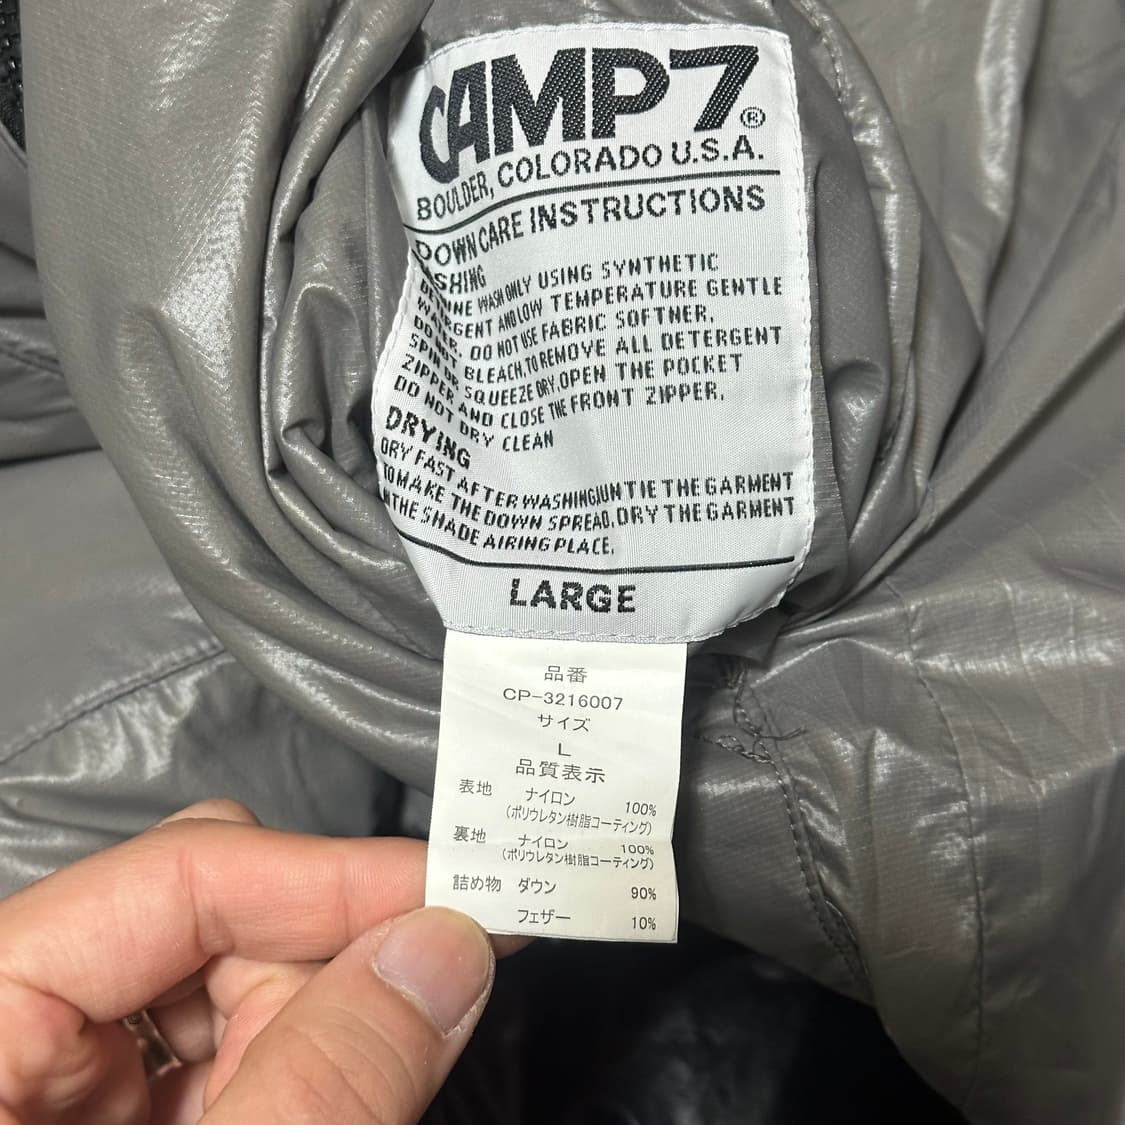 CAMP7®
BOULDER, COLORADO U.S.A.
DOWN CARE INSTRUCTIONS
ASHING
WASH ONLY USING SYNTHETIC
DETERGENT AND LOW TEMPERATURE GENTLE
WATER. DO NOT USE FABRIC SOFTNER,
BLEACH,TO REMOVE ALL DETERGENT
SPIN OR SQUEEZE DRY,OPEN THE POCKET
ZIPPER AND CLOSE THE FRONT ZIPPER.
DO NOT DRY CLEAN
DRYING
DRY FAST AFTER WASHING,UNTIE THE GARMENT
TO MAKE THE DOWN SPREAD,DRY THE GARMENT
IN THE SHADE AIRING PLACE.
LARGE
品番
CP-3216007
サイズ
L
品質表示
表地 ナイロン 100%
(ポリウレタン樹脂コーティング)
裏地 ナイロン 100%
(ポリウレタン樹脂コーティング)
詰め物 ダウン 90%
フェザー 10%